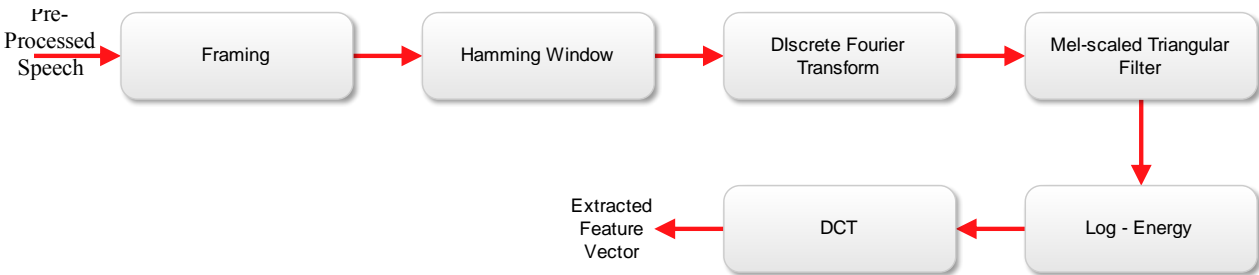 Pre-
Processed
Speech
Framing
Hamming Window
DIscrete Fourier
Transform
Mel-scaled Triangular
Filter
Log - Energy
DCT
Extracted
Feature
Vector